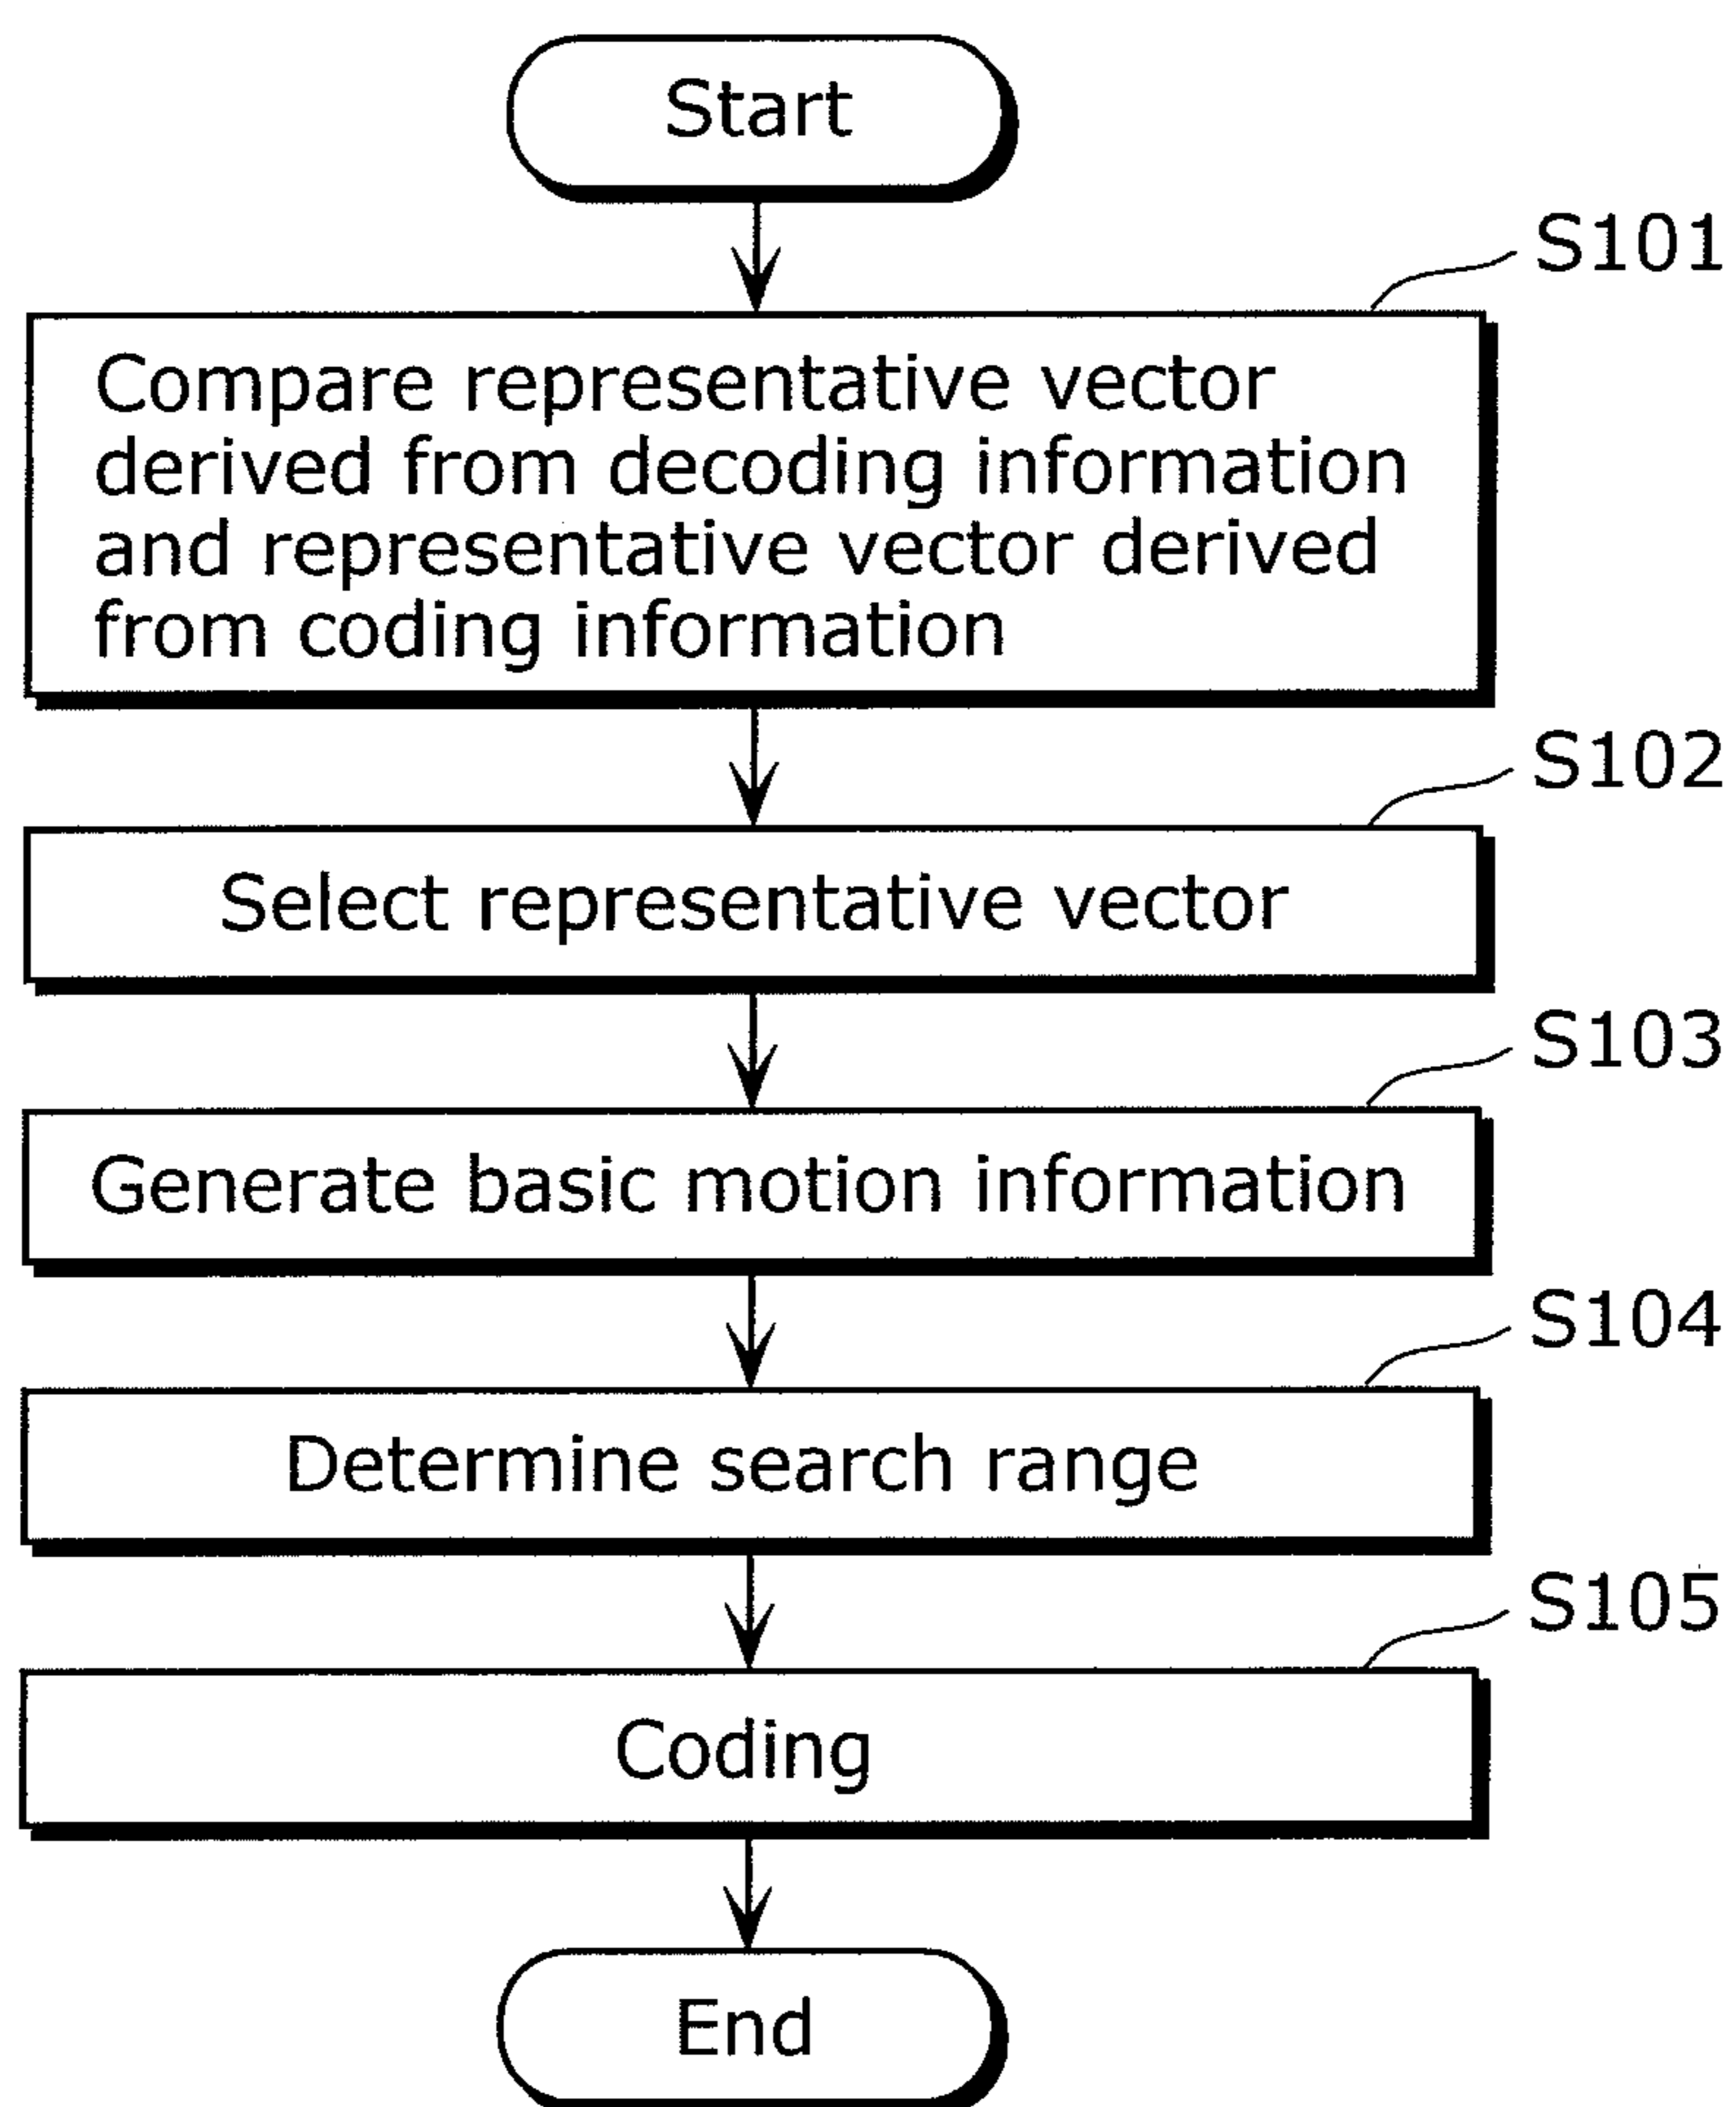 Start
S101
Compare representative vector
derived from decoding information
and representative vector derived
from coding information
S102
Select representative vector
S103
Generate basic motion information
S104
Determine search range
S105
Coding
End